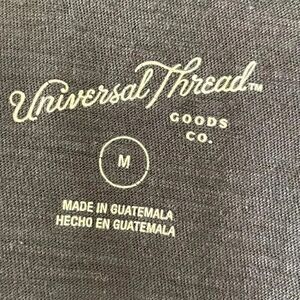 Universal Thread™
GOODS
CO.
M
MADE IN GUATEMALA
HECHO EN GUATEMALA